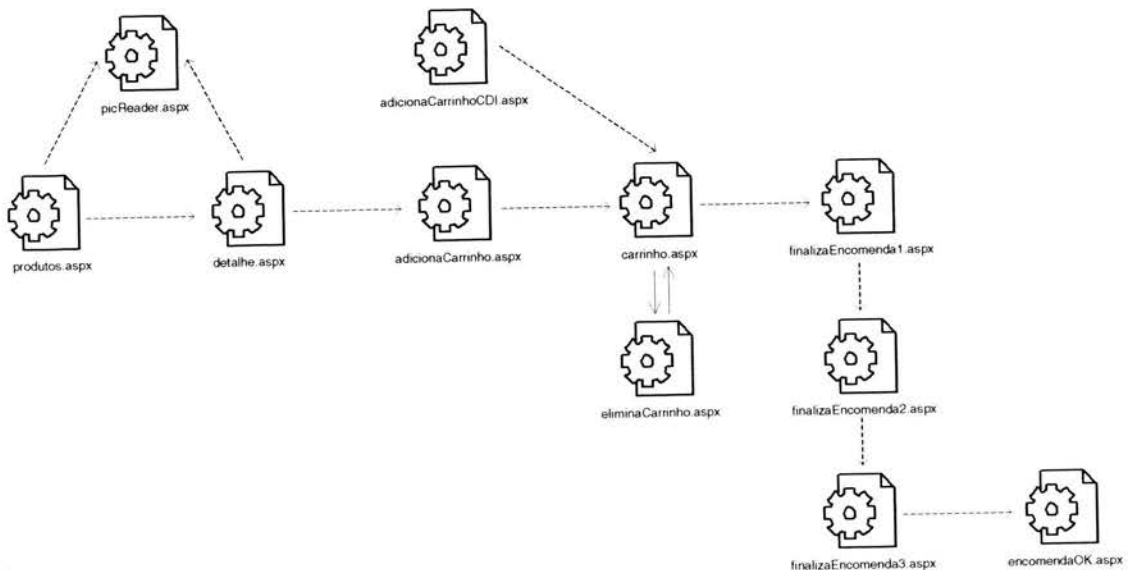 picReader.aspx
adicionaCarrinhoCDI.aspx
produtos.aspx
detalhe.aspx
adicionaCarrinho.aspx
carrinho.aspx
finalizaEncomenda1.aspx
eliminaCarrinho.aspx
finalizaEncomenda2.aspx
finalizaEncomenda3.aspx
encomendaOK.aspx